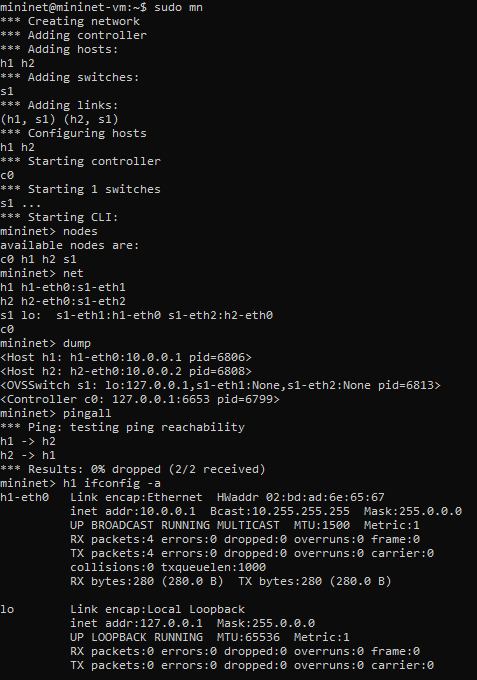 mininet@mininet-vm:~$ sudo mn
*** Creating network
*** Adding controller
*** Adding hosts:
h1 h2
*** Adding switches:
s1
*** Adding links:
(h1, s1) (h2, s1)
*** Configuring hosts
h1 h2
*** Starting controller
c0
*** Starting 1 switches
s1 ...
*** Starting CLI:
mininet> nodes
available nodes are:
c0 h1 h2 s1
mininet> net
h1 h1-eth0:s1-eth1
h2 h2-eth0:s1-eth2
s1 lo:  s1-eth1:h1-eth0 s1-eth2:h2-eth0
c0
mininet> dump
<Host h1: h1-eth0:10.0.0.1 pid=6806>
<Host h2: h2-eth0:10.0.0.2 pid=6808>
<OVSSwitch s1: lo:127.0.0.1,s1-eth1:None,s1-eth2:None pid=6813>
<Controller c0: 127.0.0.1:6653 pid=6799>
mininet> pingall
*** Ping: testing ping reachability
h1 -> h2
h2 -> h1
*** Results: 0% dropped (2/2 received)
mininet> h1 ifconfig -a
h1-eth0   Link encap:Ethernet  HWaddr 02:bd:ad:6e:65:67
          inet addr:10.0.0.1  Bcast:10.255.255.255  Mask:255.0.0.0
          UP BROADCAST RUNNING MULTICAST  MTU:1500  Metric:1
          RX packets:4 errors:0 dropped:0 overruns:0 frame:0
          TX packets:4 errors:0 dropped:0 overruns:0 carrier:0
          collisions:0 txqueuelen:1000
          RX bytes:280 (280.0 B)  TX bytes:280 (280.0 B)

lo        Link encap:Local Loopback
          inet addr:127.0.0.1  Mask:255.0.0.0
          UP LOOPBACK RUNNING  MTU:65536  Metric:1
          RX packets:0 errors:0 dropped:0 overruns:0 frame:0
          TX packets:0 errors:0 dropped:0 overruns:0 carrier:0